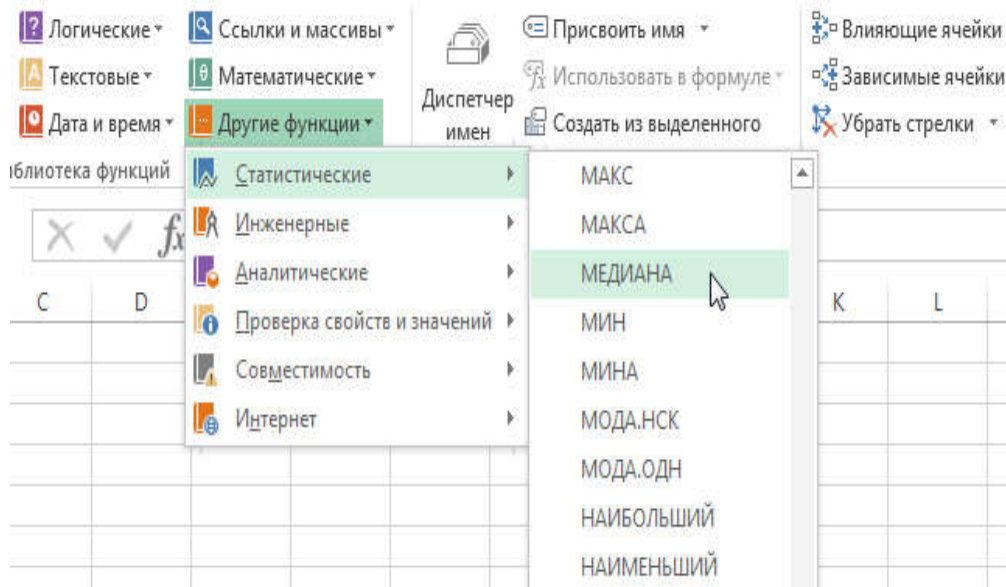 Логические
Ссылки и массивы
Присвоить имя
Влияющие ячейки
Текстовые
Математические
Использовать в формуле
Зависимые ячейки
Дата и время
Другие функции
Диспетчер
имен
Создать из выделенного
Убрать стрелки
блиотека функций
fx
Статистические
Инженерные
Аналитические
Проверка свойств и значений
Совместимость
Интернет
МАКС
МАКСА
МЕДИАНА
МИН
МИНА
МОДА.НСК
МОДА.ОДН
НАИБОЛЬШИЙ
НАИМЕНЬШИЙ
C D K L